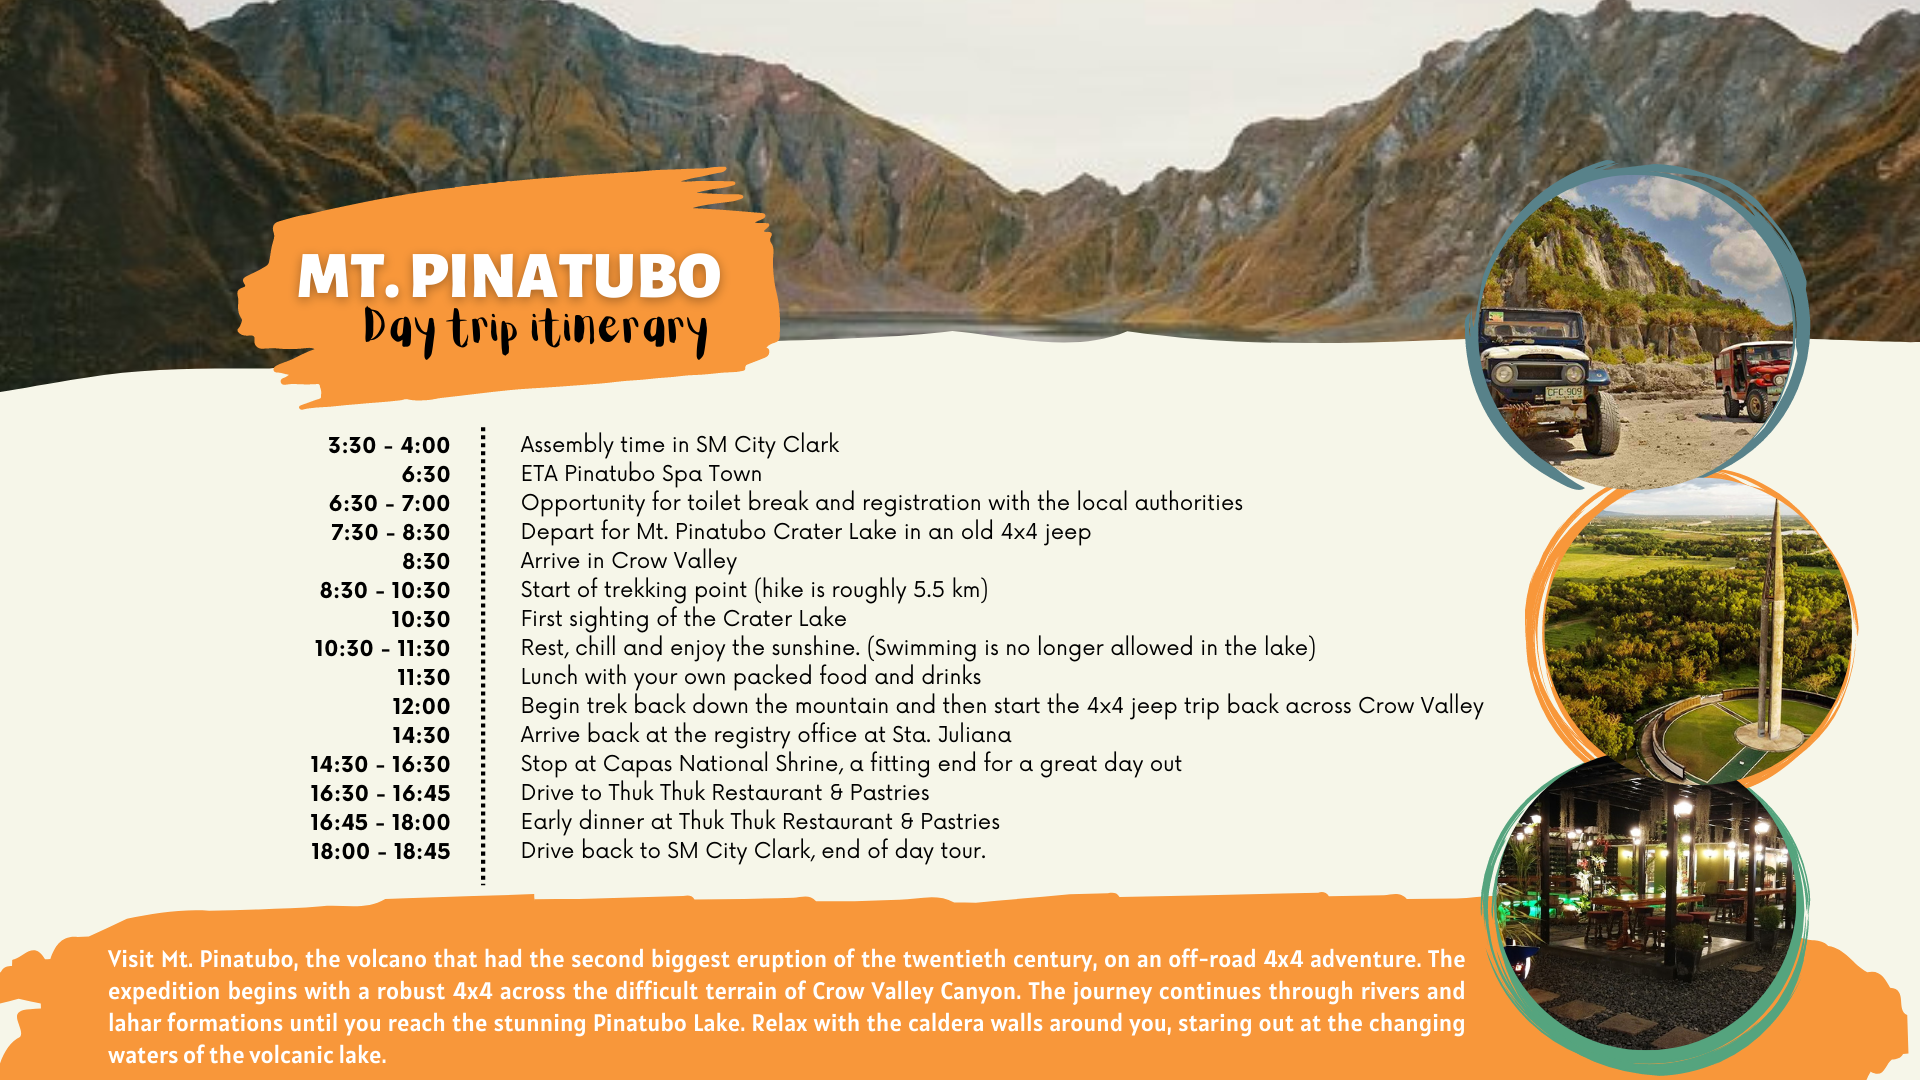 MT. PINATUBO
Day trip itinerary
3:30 - 4:00 Assembly time in SM City Clark
6:30 ETA Pinatubo Spa Town
6:30 - 7:00 Opportunity for toilet break and registration with the local authorities
7:30 - 8:30 Depart for Mt. Pinatubo Crater Lake in an old 4x4 jeep
8:30 Arrive in Crow Valley
8:30 - 10:30 Start of trekking point (hike is roughly 5.5 km)
10:30 First sighting of the Crater Lake
10:30 - 11:30 Rest, chill and enjoy the sunshine. (Swimming is no longer allowed in the lake)
11:30 Lunch with your own packed food and drinks
12:00 Begin trek back down the mountain and then start the 4x4 jeep trip back across Crow Valley
14:30 Arrive back at the registry office at Sta. Juliana
14:30 - 16:30 Stop at Capas National Shrine, a fitting end for a great day out
16:30 - 16:45 Drive to Thuk Thuk Restaurant & Pastries
16:45 - 18:00 Early dinner at Thuk Thuk Restaurant & Pastries
18:00 - 18:45 Drive back to SM City Clark, end of day tour.
CFC 909
Visit Mt. Pinatubo, the volcano that had the second biggest eruption of the twentieth century, on an off-road 4x4 adventure. The
expedition begins with a robust 4x4 across the difficult terrain of Crow Valley Canyon. The journey continues through rivers and
lahar formations until you reach the stunning Pinatubo Lake. Relax with the caldera walls around you, staring out at the changing
waters of the volcanic lake.